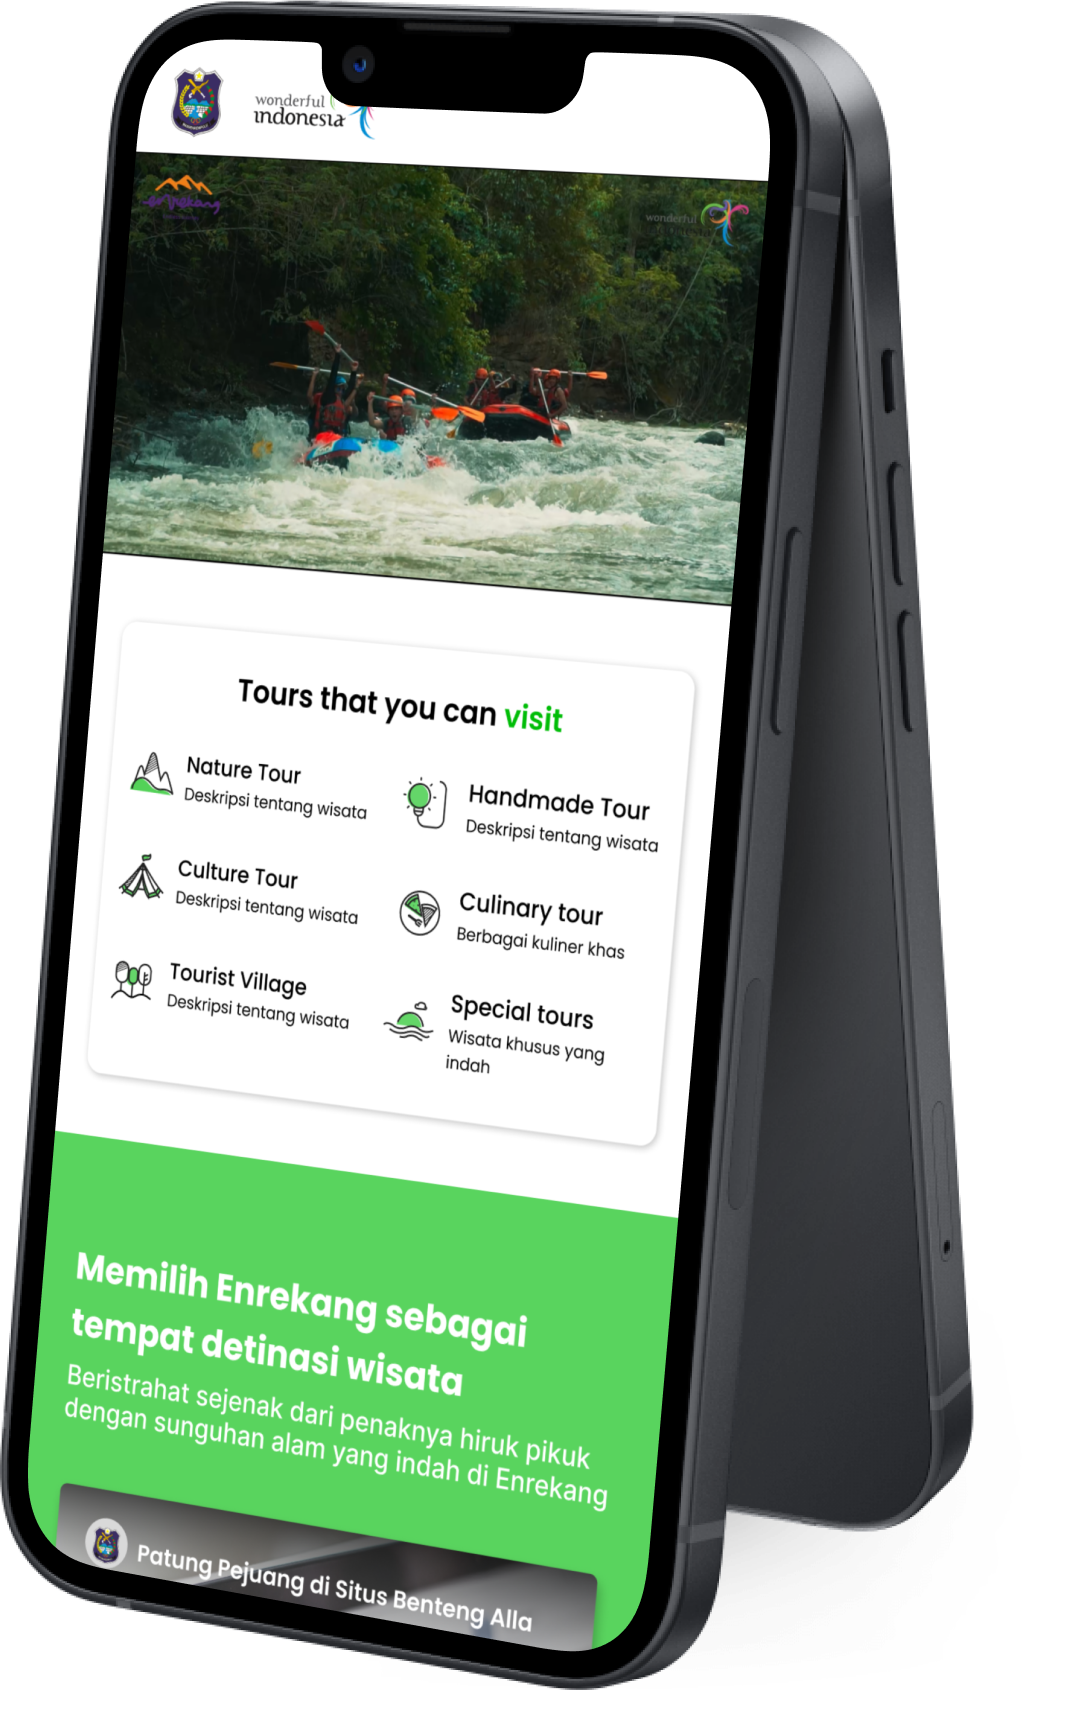 wonderful
indonesia
enrekang
wonderful
Tours that you can visit
Nature Tour
Deskripsi tentang wisata
Handmade Tour
Deskripsi tentang wisata
Culture Tour
Deskripsi tentang wisata
Culinary tour
Berbagai kuliner khas
Tourist Village
Deskripsi tentang wisata
Special tours
Wisata khusus yang
indah
Memilih Enrekang sebagai
tempat detinasi wisata
Beristrahat sejenak dari penaknya hiruk pikuk
dengan sunguhan alam yang indah di Enrekang
Patung Pejuang di Situs Benteng Alla